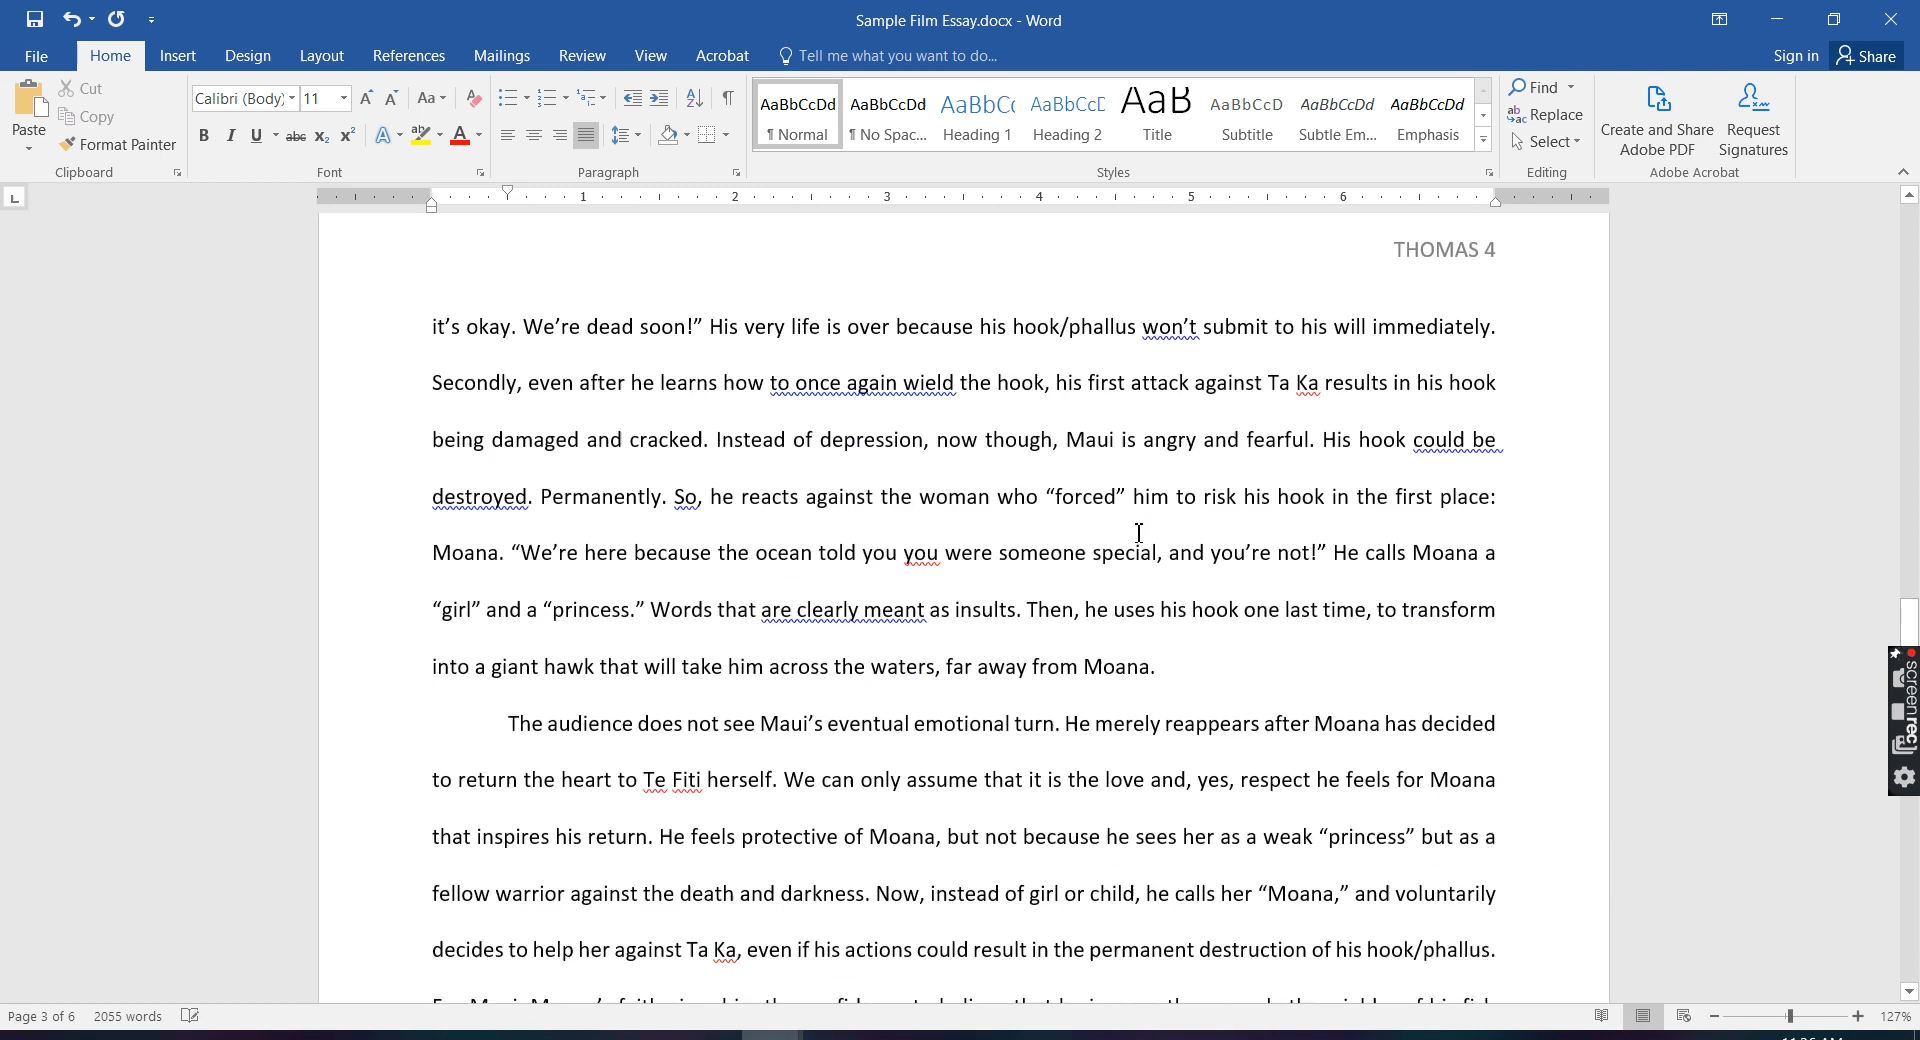 Sample Film Essay.docx - Word
File Home Insert Design Layout References Mailings Review View Acrobat Tell me what you want to do... Sign in Share
Paste Cut Copy Format Painter Clipboard
Calibri (Body) 11 Aa B I U abc X₂ X² A ab A Font
Paragraph
AaBbCcDd ¶ Normal AaBbCcDd ¶ No Spac... AaBbC Heading 1 AaBbCcE Heading 2 AaB Title AaBbCcD Subtitle AaBbCcDd Subtle Em... AaBbCcDd Emphasis Styles
Find Replace Select Editing
Create and Share Adobe PDF Request Signatures Adobe Acrobat
L 1 2 3 4 5 6
THOMAS 4
it’s okay. We’re dead soon!” His very life is over because his hook/phallus won’t submit to his will immediately.
Secondly, even after he learns how to once again wield the hook, his first attack against Ta Ka results in his hook
being damaged and cracked. Instead of depression, now though, Maui is angry and fearful. His hook could be
destroyed. Permanently. So, he reacts against the woman who “forced” him to risk his hook in the first place:
Moana. “We’re here because the ocean told you you were someone special, and you’re not!” He calls Moana a
“girl” and a “princess.” Words that are clearly meant as insults. Then, he uses his hook one last time, to transform
into a giant hawk that will take him across the waters, far away from Moana.
The audience does not see Maui’s eventual emotional turn. He merely reappears after Moana has decided
to return the heart to Te Fiti herself. We can only assume that it is the love and, yes, respect he feels for Moana
that inspires his return. He feels protective of Moana, but not because he sees her as a weak “princess” but as a
fellow warrior against the death and darkness. Now, instead of girl or child, he calls her “Moana,” and voluntarily
decides to help her against Ta Ka, even if his actions could result in the permanent destruction of his hook/phallus.
screenrec
Page 3 of 6 2055 words 127%